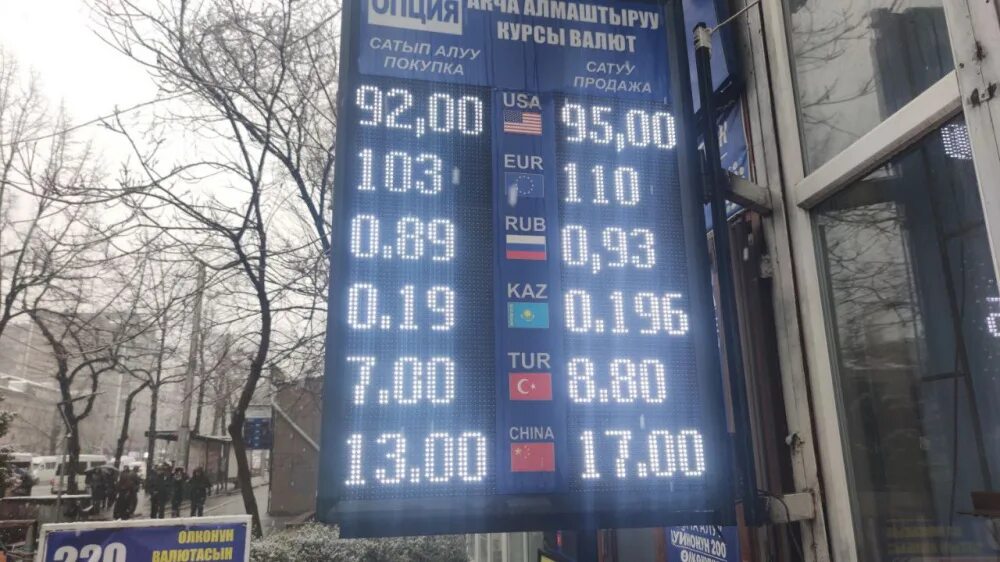 ОПЦИЯ
АКЧА АЛМАШТЫРУУ
КУРСЫ ВАЛЮТ
САТЫП АЛУУ
ПОКУПКА
САТУУ
ПРОДАЖА
92,00 USA 95,00
103 EUR 110
0.89 RUB 0,93
0.19 KAZ 0.196
7.00 TUR 8.80
13.00 CHINA 17.00
ОЛКОНУН
ВАЛЮТАСЫН